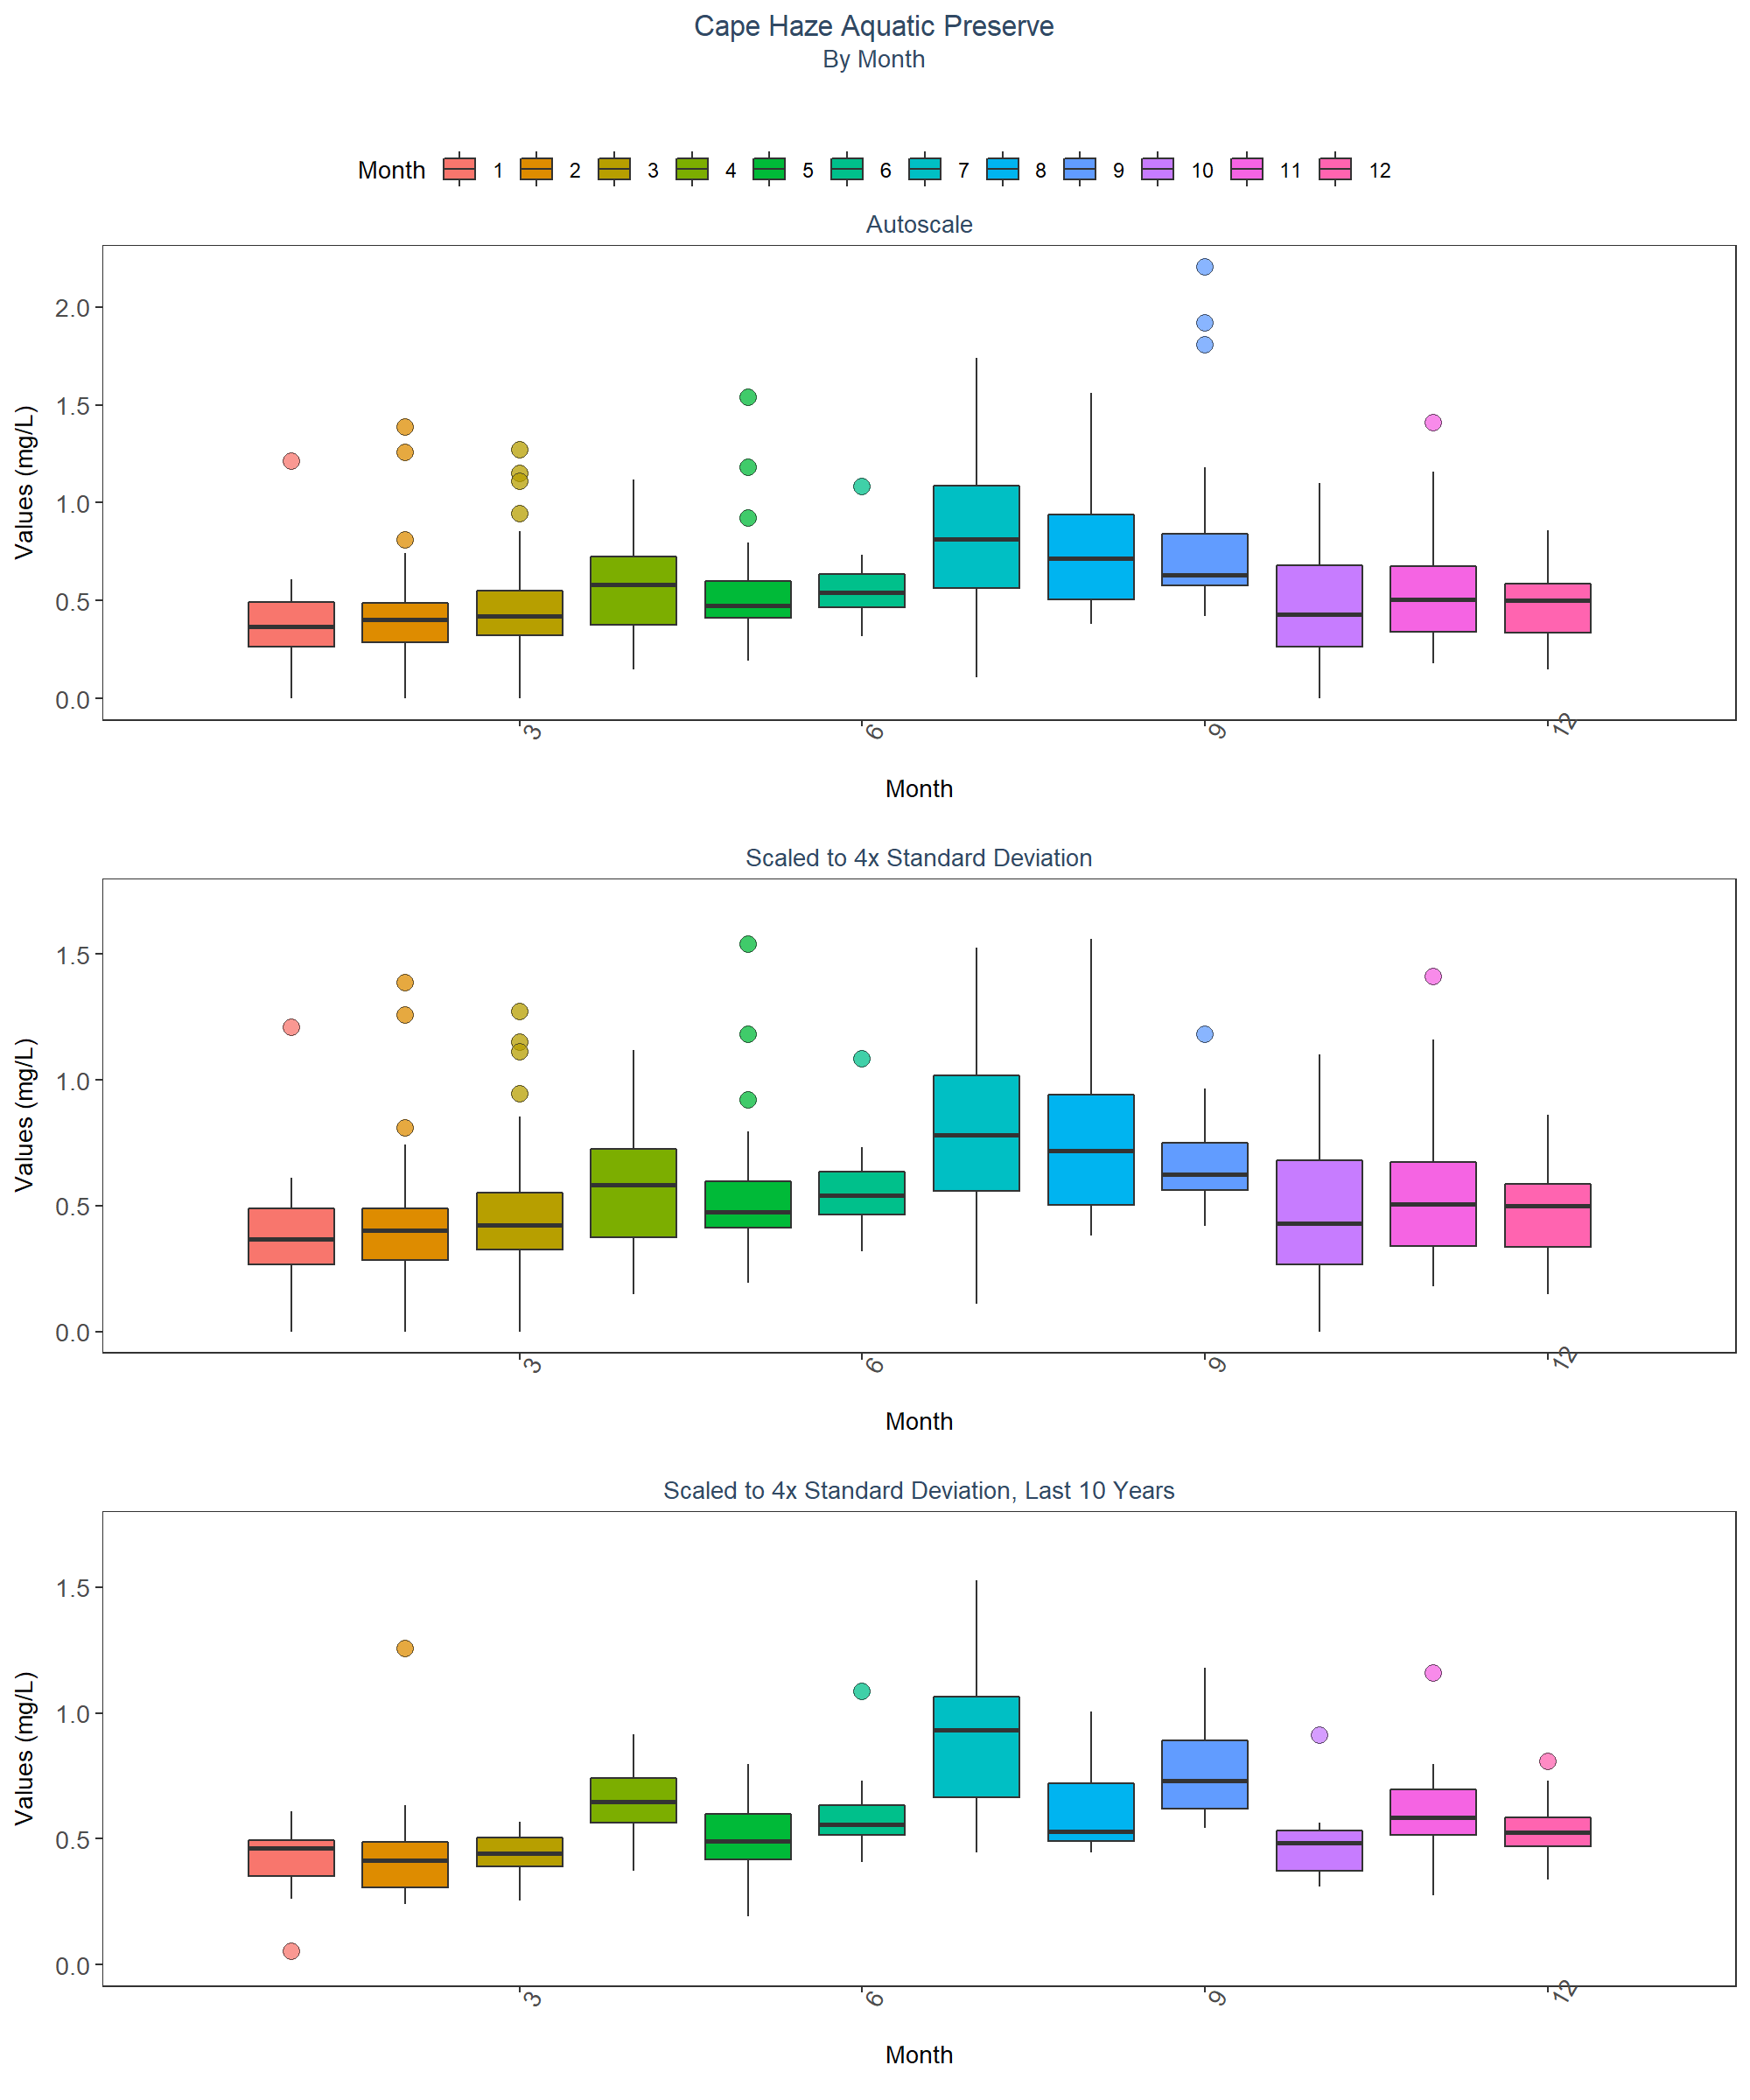 Cape Haze Aquatic Preserve
By Month
Month 1 2 3 4 5 6 7 8 9 10 11 12
Autoscale
Values (mg/L)
2.0
1.5
1.0
0.5
0.0
3 6 9 12
Month
Scaled to 4x Standard Deviation
Values (mg/L)
1.5
1.0
0.5
0.0
3 6 9 12
Month
Scaled to 4x Standard Deviation, Last 10 Years
Values (mg/L)
1.5
1.0
0.5
0.0
3 6 9 12
Month